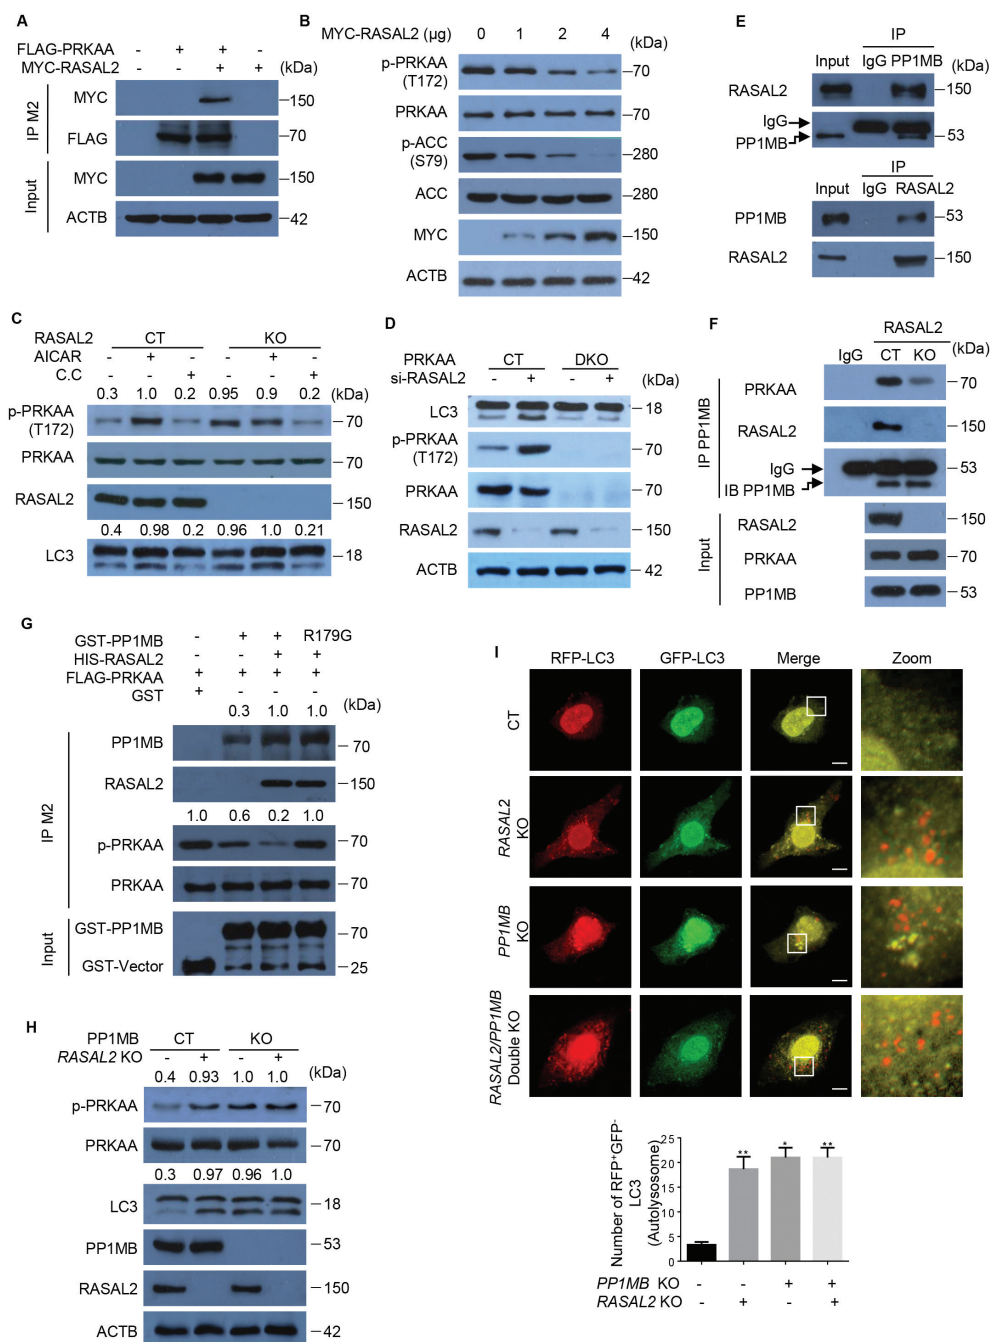 A
FLAG-PRKAA - + + -
MYC-RASAL2 - - + + (kDa)
IP M2
MYC 150
FLAG 70
Input
MYC 150
ACTB 42
B
MYC-RASAL2 (µg) 0 1 2 4
(kDa)
p-PRKAA
(T172) 70
PRKAA 70
p-ACC
(S79) 280
ACC 280
MYC 150
ACTB 42
E
IP
Input IgG PP1MB (kDa)
RASAL2 150
IgG
PP1MB 53
IP
Input IgG RASAL2
PP1MB 53
RASAL2 150
C
RASAL2 CT KO
AICAR - + - - + -
C.C - - + - - +
0.3 1.0 0.2 0.95 0.9 0.2 (kDa)
p-PRKAA
(T172) 70
PRKAA 70
RASAL2 150
0.4 0.98 0.2 0.96 1.0 0.21
LC3 18
D
PRKAA CT DKO
si-RASAL2 - + - + (kDa)
LC3 18
p-PRKAA
(T172) 70
PRKAA 70
RASAL2 150
ACTB 42
F
RASAL2
IgG CT KO (kDa)
IP PP1MB
PRKAA 70
RASAL2 150
IgG 53
IB PP1MB
Input
RASAL2 150
PRKAA 70
PP1MB 53
G
GST-PP1MB - + + R179G
HIS-RASAL2 - - + +
FLAG-PRKAA + + + +
GST + - - -
0.3 1.0 1.0 (kDa)
IP M2
PP1MB 70
RASAL2 150
1.0 0.6 0.2 1.0
p-PRKAA 70
PRKAA 70
Input
GST-PP1MB 70
GST-Vector 25
H
PP1MB CT KO
RASAL2 KO - + - +
0.4 0.93 1.0 1.0 (kDa)
p-PRKAA 70
PRKAA 70
0.3 0.97 0.96 1.0
LC3 18
PP1MB 53
RASAL2 150
ACTB 42
I
RFP-LC3 GFP-LC3 Merge Zoom
CT
RASAL2
KO
PP1MB
KO
RASAL2/PP1MB
Double KO
Number of RFP+GFP-
LC3
(Autolysosome)
25
20
15
10
5
0
** * **
PP1MB KO - - + +
RASAL2 KO - + - +